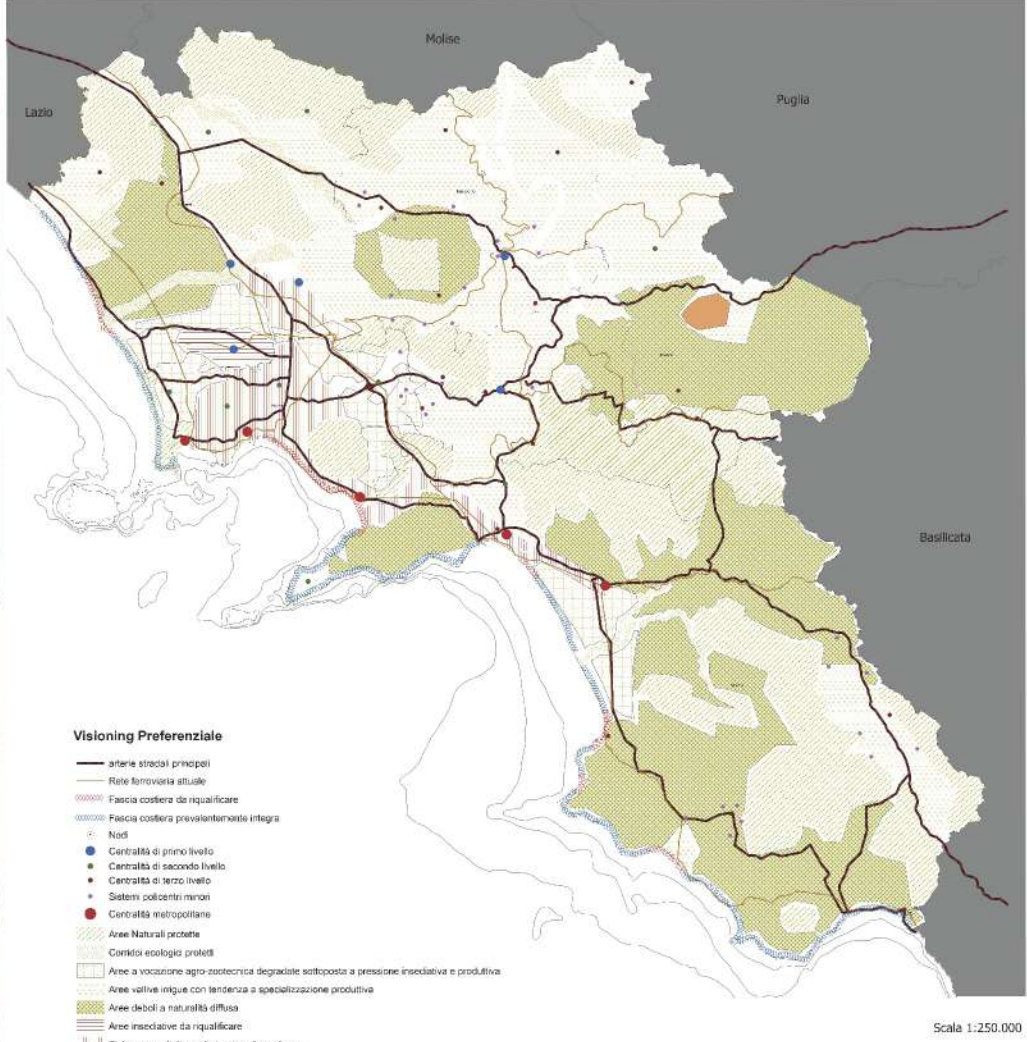 Molise
Lazio
Puglia
Basilicata
Visioning Preferenziale
arterie stradali principali
Rete ferroviaria attuale
Fascia costiera da riqualificare
Fascia costiera prevalentemente integra
Nodi
Centralità di primo livello
Centralità di secondo livello
Centralità di terzo livello
Sistemi policentri minori
Centralità metropolitane
Aree Naturali protette
Corridoi ecologici protetti
Aree a vocazione agro-zootecnica degradate sottoposta a pressione insediativa e produttiva
Aree vallive irrigue con tendenza a specializzazione produttiva
Aree deboli a naturalità diffusa
Aree insediative da riqualificare
Scala 1:250.000